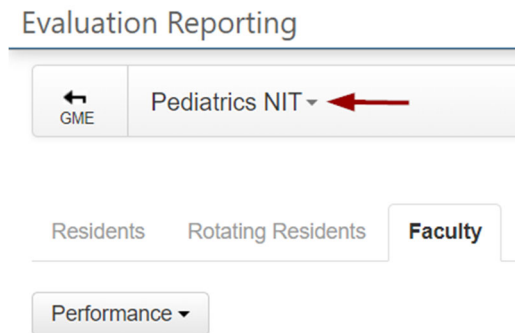 Evaluation Reporting
GME
Pediatrics NIT
Residents Rotating Residents Faculty
Performance